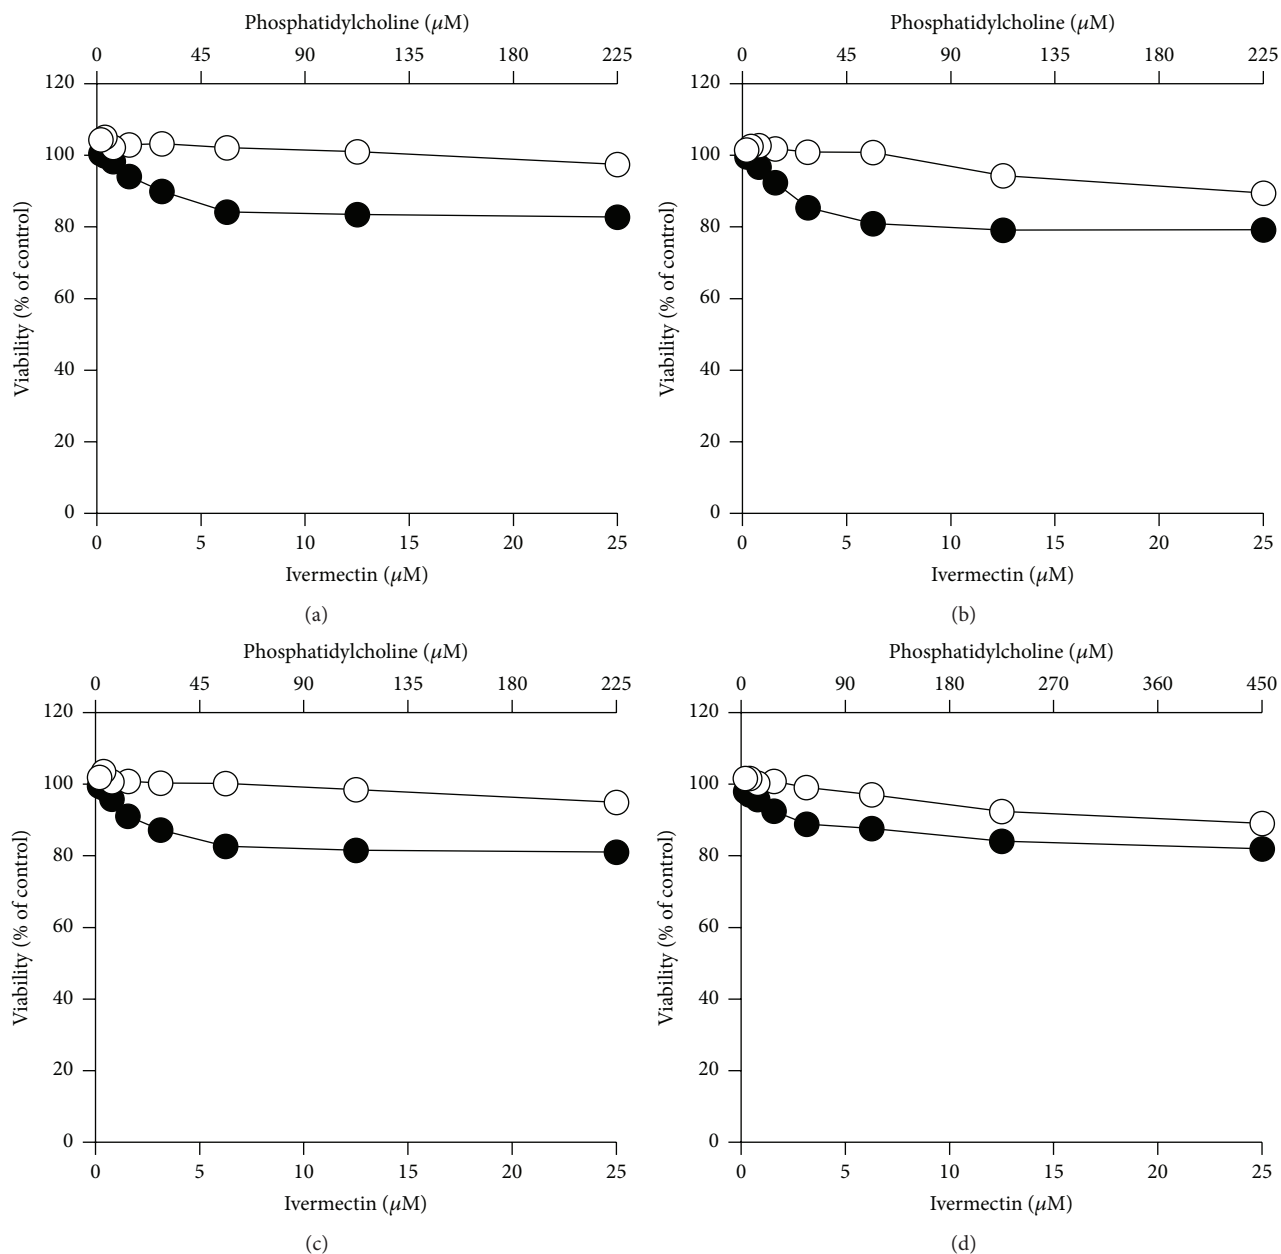 Phosphatidylcholine (μM)
0 45 90 135 180 225
120
100
80
60
40
20
0
Viability (% of control)
0 5 10 15 20 25
Ivermectin (μM)
(a)
Phosphatidylcholine (μM)
0 45 90 135 180 225
120
100
80
60
40
20
0
Viability (% of control)
0 5 10 15 20 25
Ivermectin (μM)
(b)
Phosphatidylcholine (μM)
0 45 90 135 180 225
120
100
80
60
40
20
0
Viability (% of control)
0 5 10 15 20 25
Ivermectin (μM)
(c)
Phosphatidylcholine (μM)
0 90 180 270 360 450
120
100
80
60
40
20
0
Viability (% of control)
0 5 10 15 20 25
Ivermectin (μM)
(d)